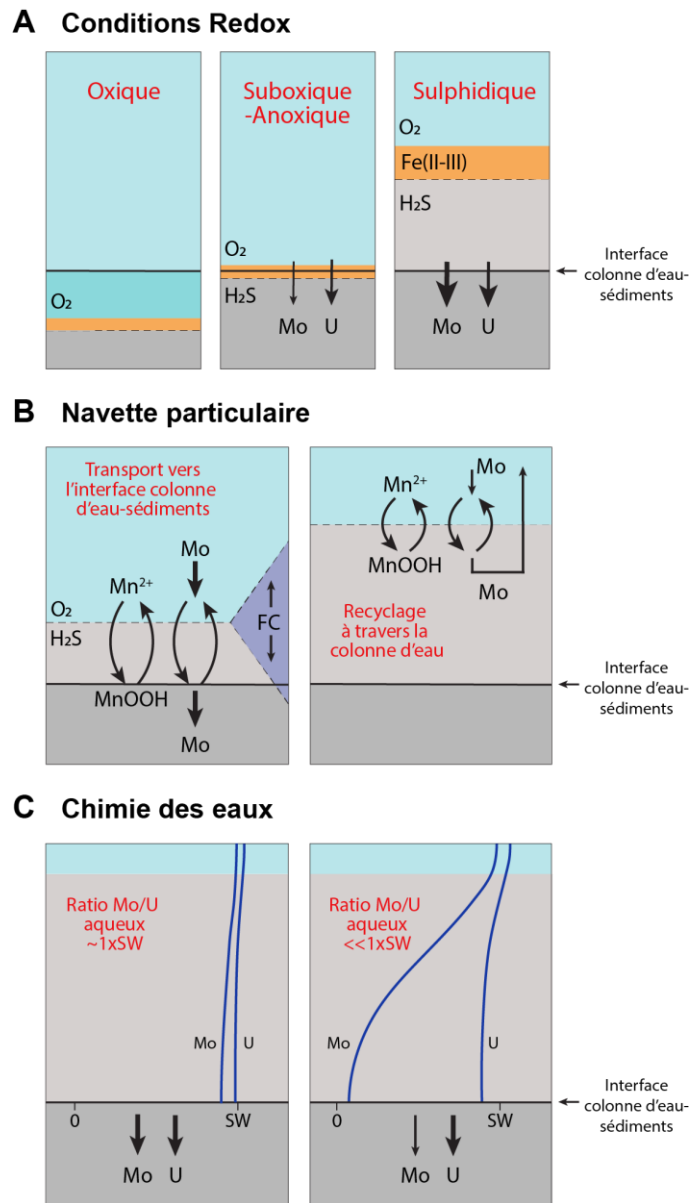 A Conditions Redox
Oxique
Suboxique
-Anoxique
Sulphidique
O₂
Fe(II-III)
H₂S
O₂
O₂
H₂S
Mo U
Mo U
Interface
colonne d'eau-
sédiments
B Navette particulaire
Transport vers
l'interface colonne
d'eau-sédiments
Mo
Mn²⁺
O₂
H₂S
FC
MnOOH
Mo
Mo
Mn²⁺
MnOOH
Mo
Recyclage
à travers la
colonne d'eau
Interface
colonne d'eau-
sédiments
C Chimie des eaux
Ratio Mo/U
aqueux
~1xSW
Mo U
0 SW
Mo U
Ratio Mo/U
aqueux
<<1xSW
Mo U
0 SW
Mo U
Interface
colonne d'eau-
sédiments